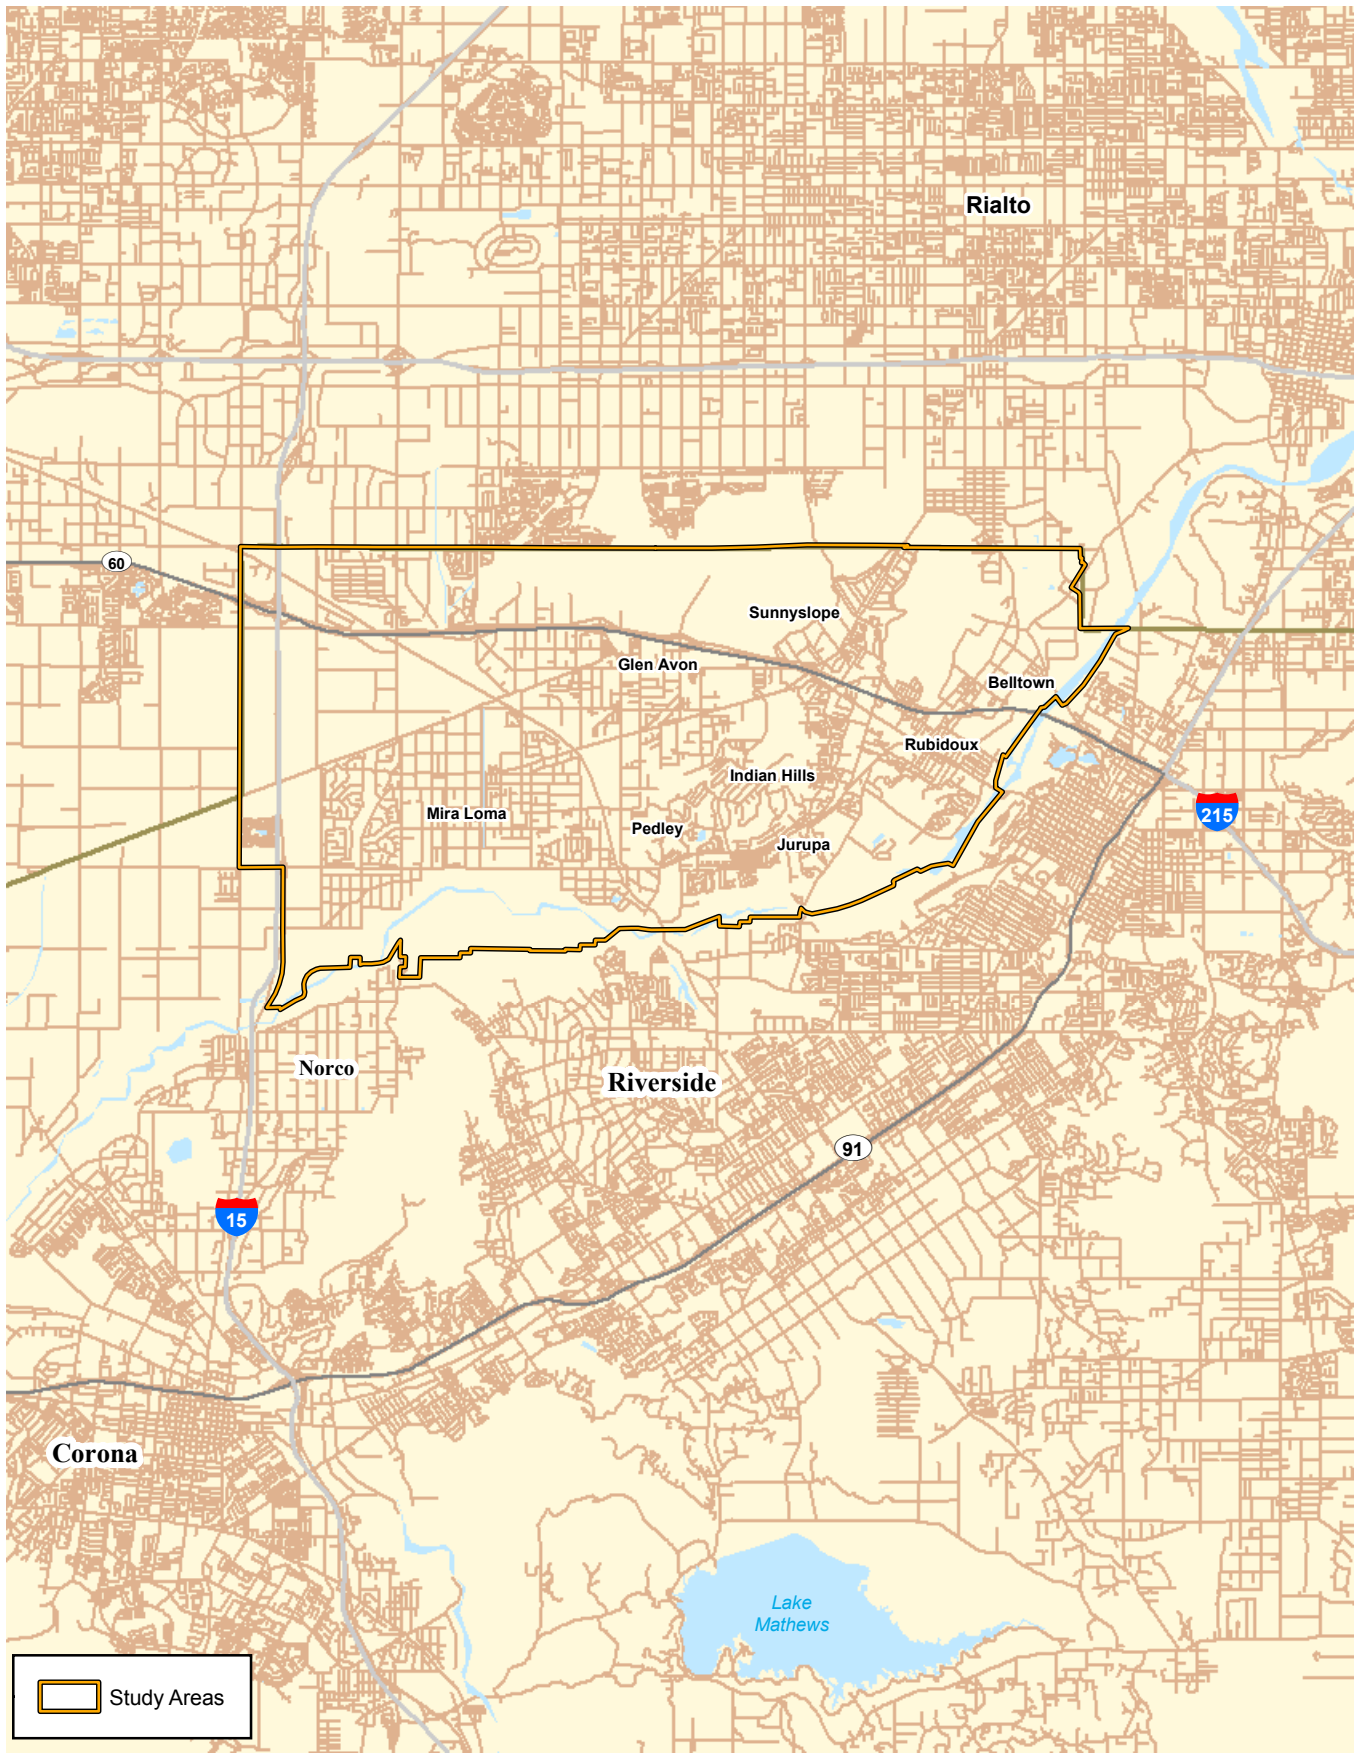 Rialto
60
Sunnyslope
Glen Avon
Belltown
Rubidoux
Indian Hills
215
Mira Loma
Pedley
Jurupa
Norco
Riverside
91
15
Corona
Lake
Mathews
Study Areas